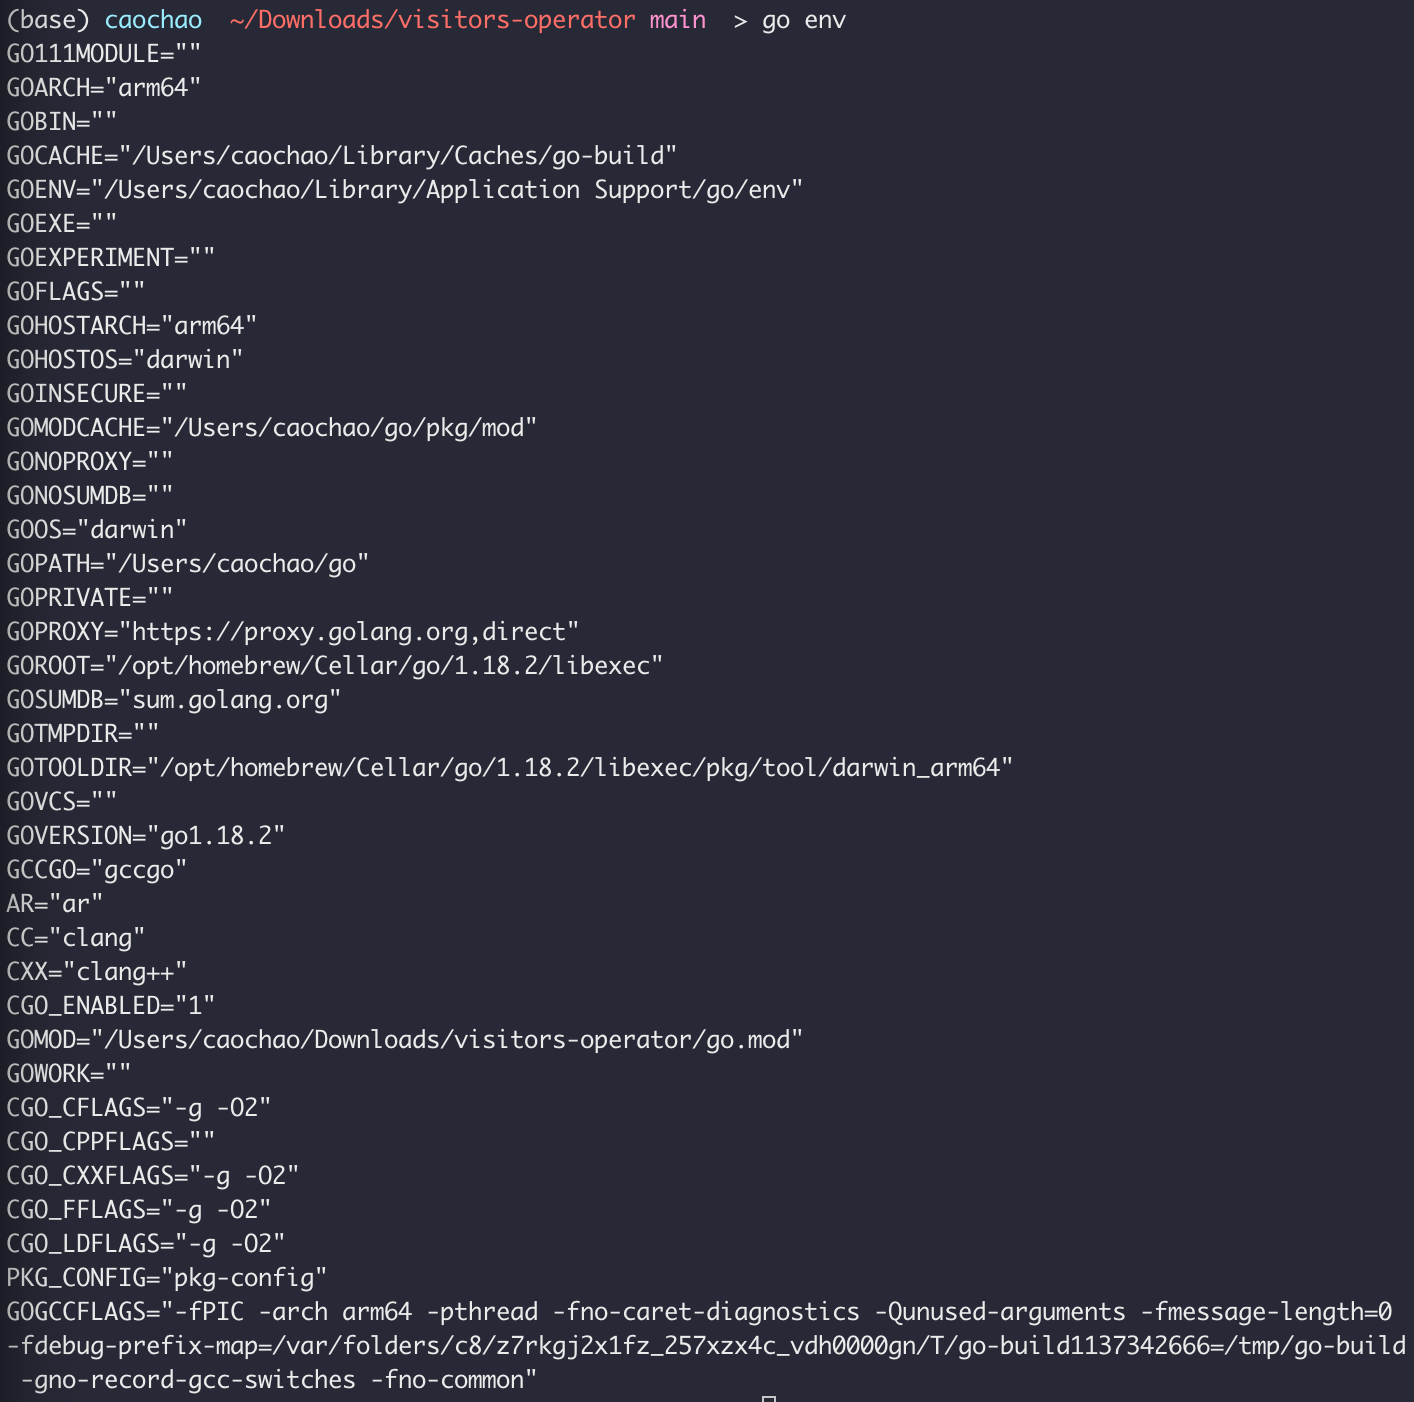 (base) caochao  ~/Downloads/visitors-operator main  > go env
GO111MODULE=""
GOARCH="arm64"
GOBIN=""
GOCACHE="/Users/caochao/Library/Caches/go-build"
GOENV="/Users/caochao/Library/Application Support/go/env"
GOEXE=""
GOEXPERIMENT=""
GOFLAGS=""
GOHOSTARCH="arm64"
GOHOSTOS="darwin"
GOINSECURE=""
GOMODCACHE="/Users/caochao/go/pkg/mod"
GONOPROXY=""
GONOSUMDB=""
GOOS="darwin"
GOPATH="/Users/caochao/go"
GOPRIVATE=""
GOPROXY="https://proxy.golang.org,direct"
GOROOT="/opt/homebrew/Cellar/go/1.18.2/libexec"
GOSUMDB="sum.golang.org"
GOTMPDIR=""
GOTOOLDIR="/opt/homebrew/Cellar/go/1.18.2/libexec/pkg/tool/darwin_arm64"
GOVCS=""
GOVERSION="go1.18.2"
GCCGO="gccgo"
AR="ar"
CC="clang"
CXX="clang++"
CGO_ENABLED="1"
GOMOD="/Users/caochao/Downloads/visitors-operator/go.mod"
GOWORK=""
CGO_CFLAGS="-g -O2"
CGO_CPPFLAGS=""
CGO_CXXFLAGS="-g -O2"
CGO_FFLAGS="-g -O2"
CGO_LDFLAGS="-g -O2"
PKG_CONFIG="pkg-config"
GOGCCFLAGS="-fPIC -arch arm64 -pthread -fno-caret-diagnostics -Qunused-arguments -fmessage-length=0
-fdebug-prefix-map=/var/folders/c8/z7rkgj2x1fz_257xzx4c_vdh0000gn/T/go-build1137342666=/tmp/go-build
 -gno-record-gcc-switches -fno-common"